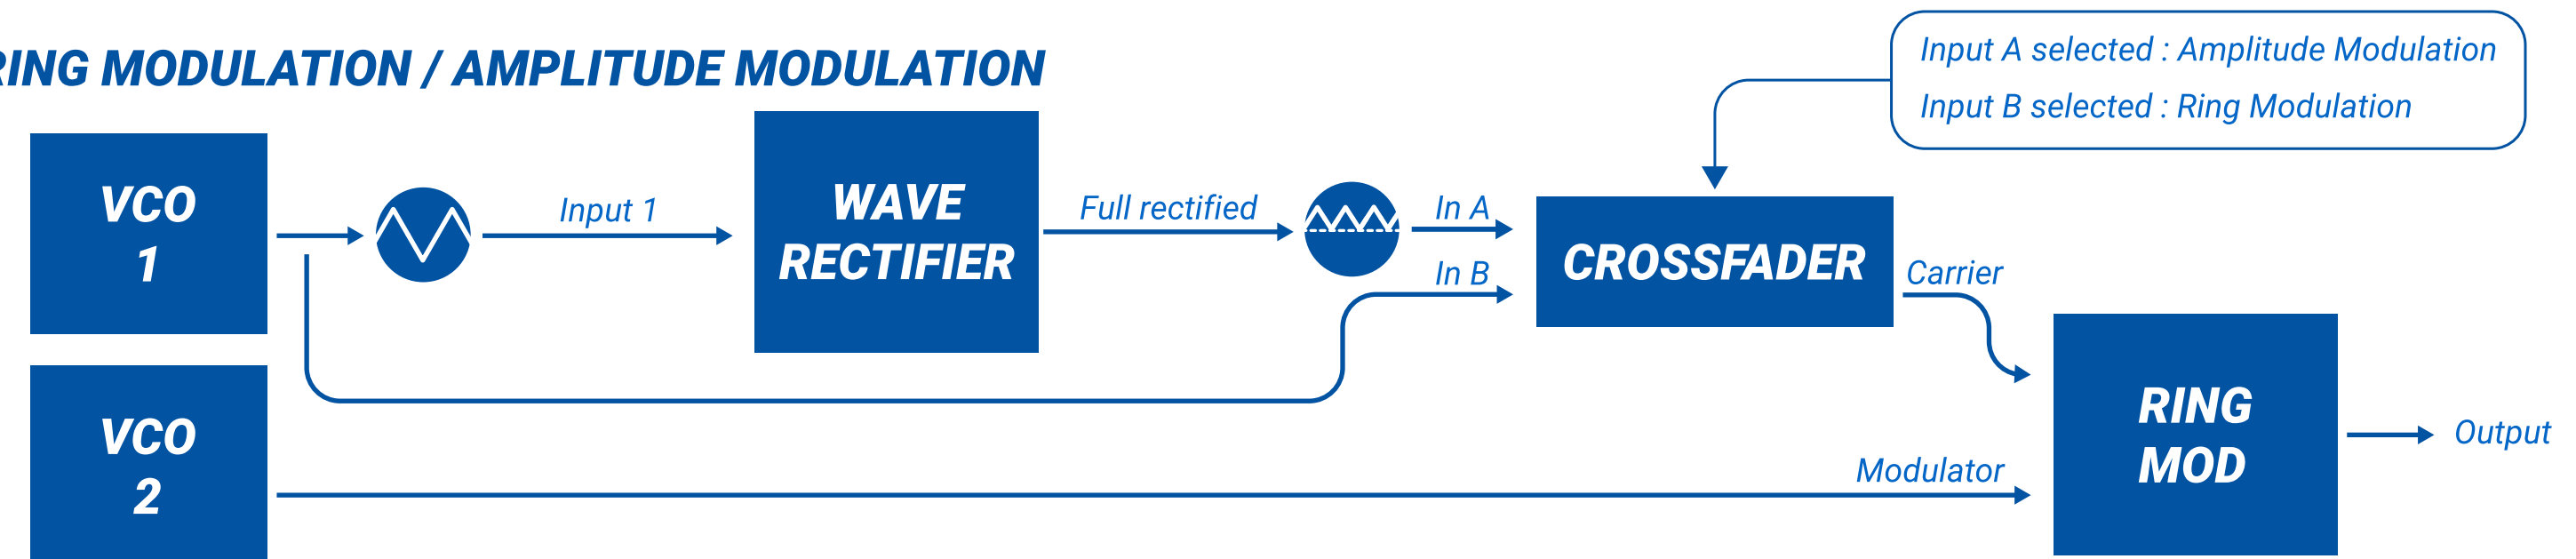 RING MODULATION / AMPLITUDE MODULATION
Input A selected : Amplitude Modulation
Input B selected : Ring Modulation
VCO
1
Input 1
WAVE
RECTIFIER
Full rectified
In A
In B
CROSSFADER
Carrier
VCO
2
Modulator
RING
MOD
Output